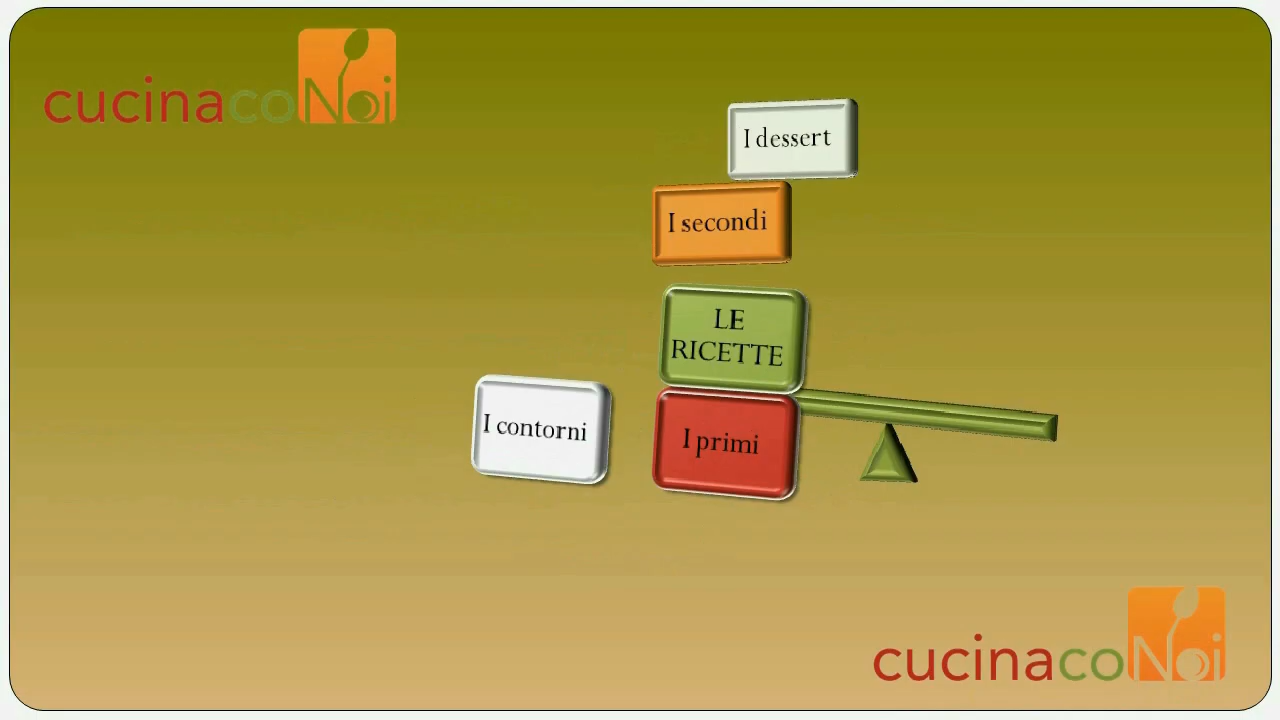 cucinacoNoi
I dessert
I secondi
LE
RICETTE
I contorni
I primi
cucinacoNoi